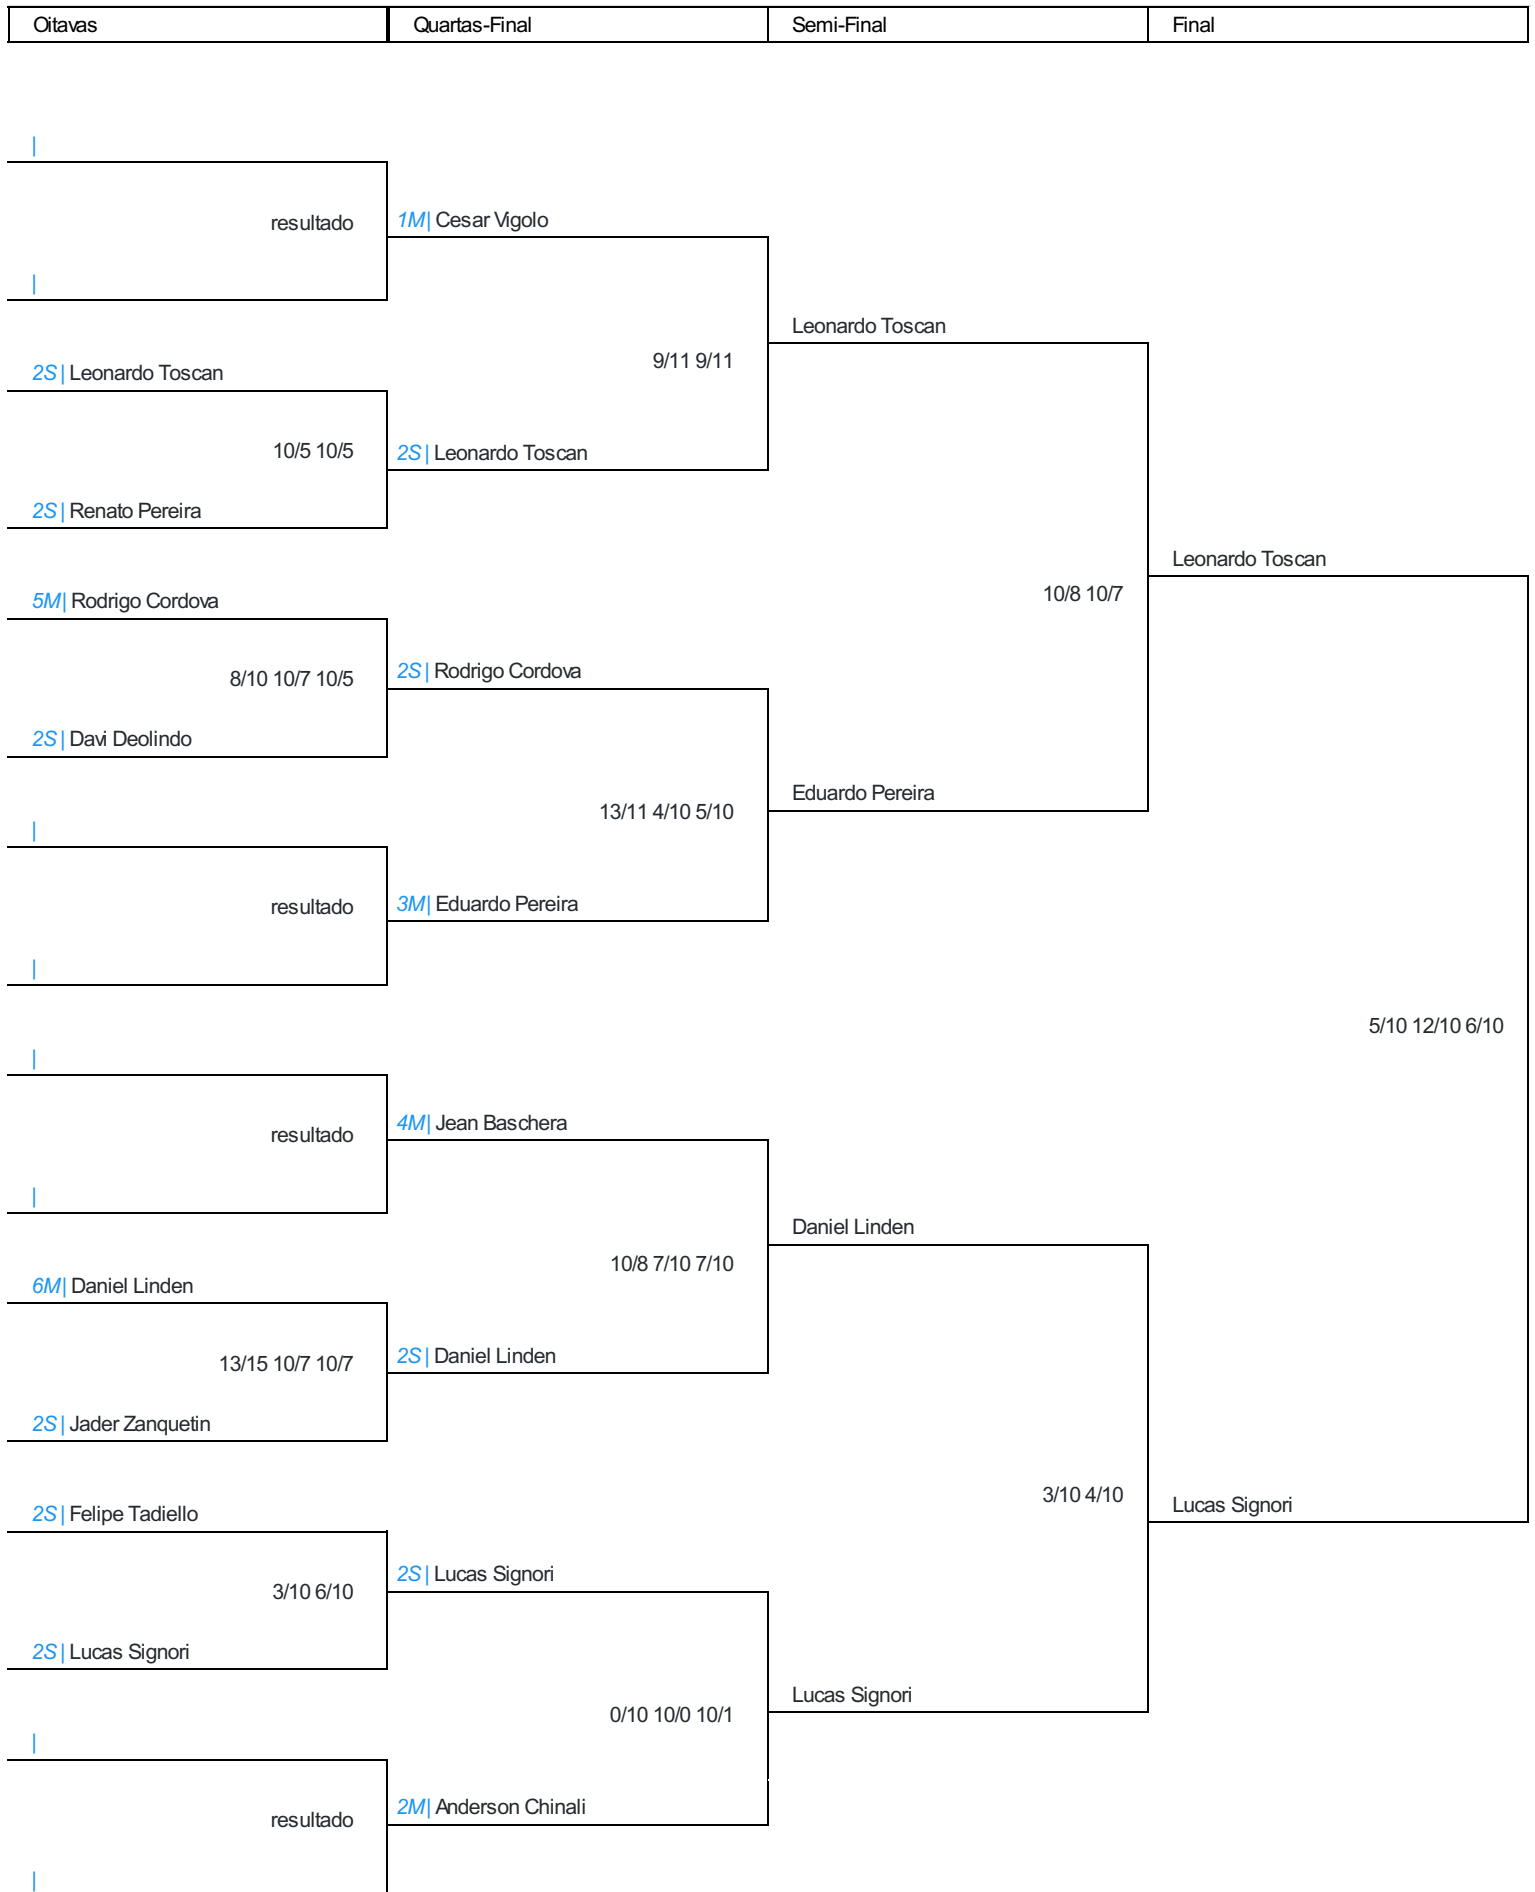 Oitavas Quartas-Final Semi-Final Final
|
resultado
1M| Cesar Vigolo
|
Leonardo Toscan
9/11 9/11
2S| Leonardo Toscan
10/5 10/5
2S| Leonardo Toscan
2S| Renato Pereira
Leonardo Toscan
10/8 10/7
5M| Rodrigo Cordova
8/10 10/7 10/5
2S| Rodrigo Cordova
2S| Davi Deolindo
Eduardo Pereira
13/11 4/10 5/10
|
resultado
3M| Eduardo Pereira
|
5/10 12/10 6/10
|
resultado
4M| Jean Baschera
|
Daniel Linden
10/8 7/10 7/10
6M| Daniel Linden
13/15 10/7 10/7
2S| Daniel Linden
2S| Jader Zanquetin
3/10 4/10
Lucas Signori
2S| Felipe Tadiello
3/10 6/10
2S| Lucas Signori
2S| Lucas Signori
Lucas Signori
0/10 10/0 10/1
|
resultado
2M| Anderson Chinali
|